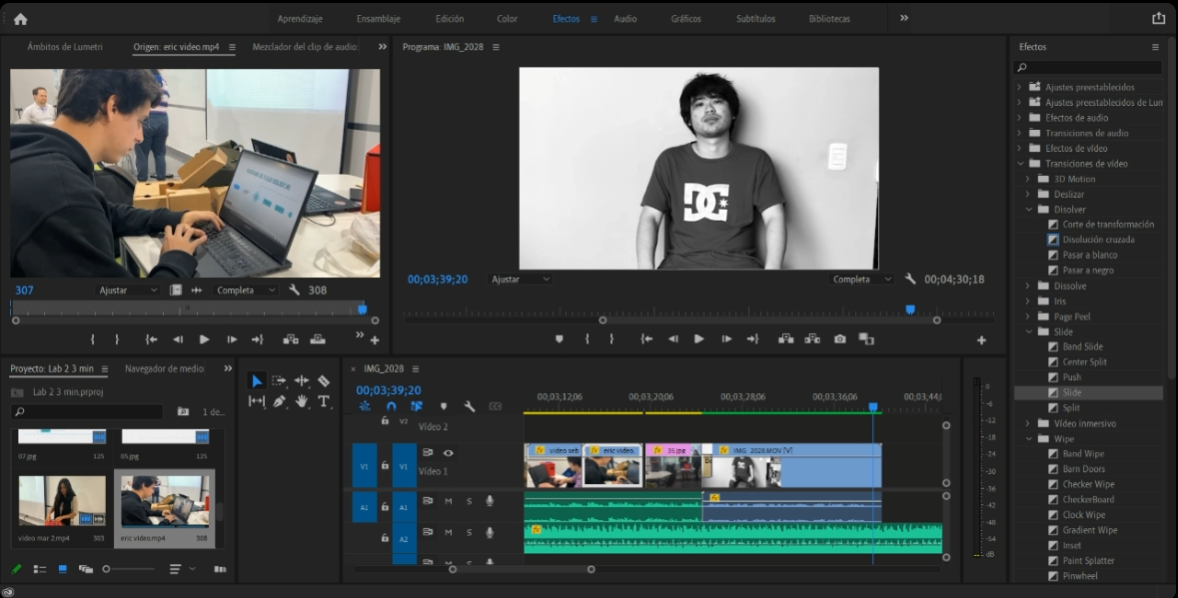 Aprendizaje Ensamblaje Edición Color Efectos Audio Gráficos Subtítulos Bibliotecas
Ámbitos de Lumetri Origen: eric video.mp4 Mezclador del clip de audio:
307 Ajustar Completa 308
Programa: IMG_2028
DC
00;03;39;20 Ajustar Completa 00;04;30;18
Efectos
Ajustes preestablecidos
Ajustes preestablecidos de Lum
Efectos de audio
Transiciones de audio
Efectos de vídeo
Transiciones de vídeo
3D Motion
Deslizar
Disolver
Corte de transformación
Disolución cruzada
Pasar a blanco
Pasar a negro
Dissolve
Iris
Page Peel
Slide
Band Slide
Center Split
Push
Slide
Split
Vídeo inmersivo
Wipe
Band Wipe
Barn Doors
Checker Wipe
CheckerBoard
Clock Wipe
Gradient Wipe
Inset
Paint Splatter
Pinwheel
Proyecto: Lab 2 3 min Navegador de medio:
Lab 2 3 min.prproj
1 de...
07.jpg 125 05.jpg 125
video mar 2.mp4 303 eric video.mp4 308
IMG_2028
00;03;39;20
00;03;12;06 00;03;20;06 00;03;28;06 00;03;36;06 00;03;44;
V2 Vídeo 2
V1 V1 Vídeo 1
fx video seb fx eric video. fx 35.jpg fx IMG_2028.MOV [V]
A2 A1 M S
fx
A2 M S
fx
0
-6
-12
-18
-24
-30
-36
-42
-48
-54
dB